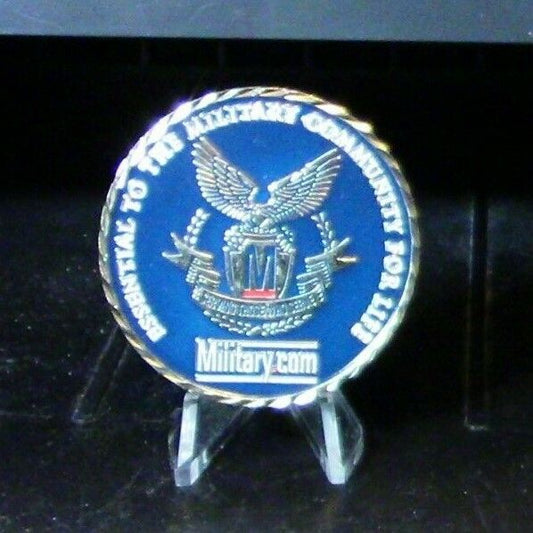 ESSENTIAL TO THE MILITARY COMMUNITY FOR LIFE
M
Military.com